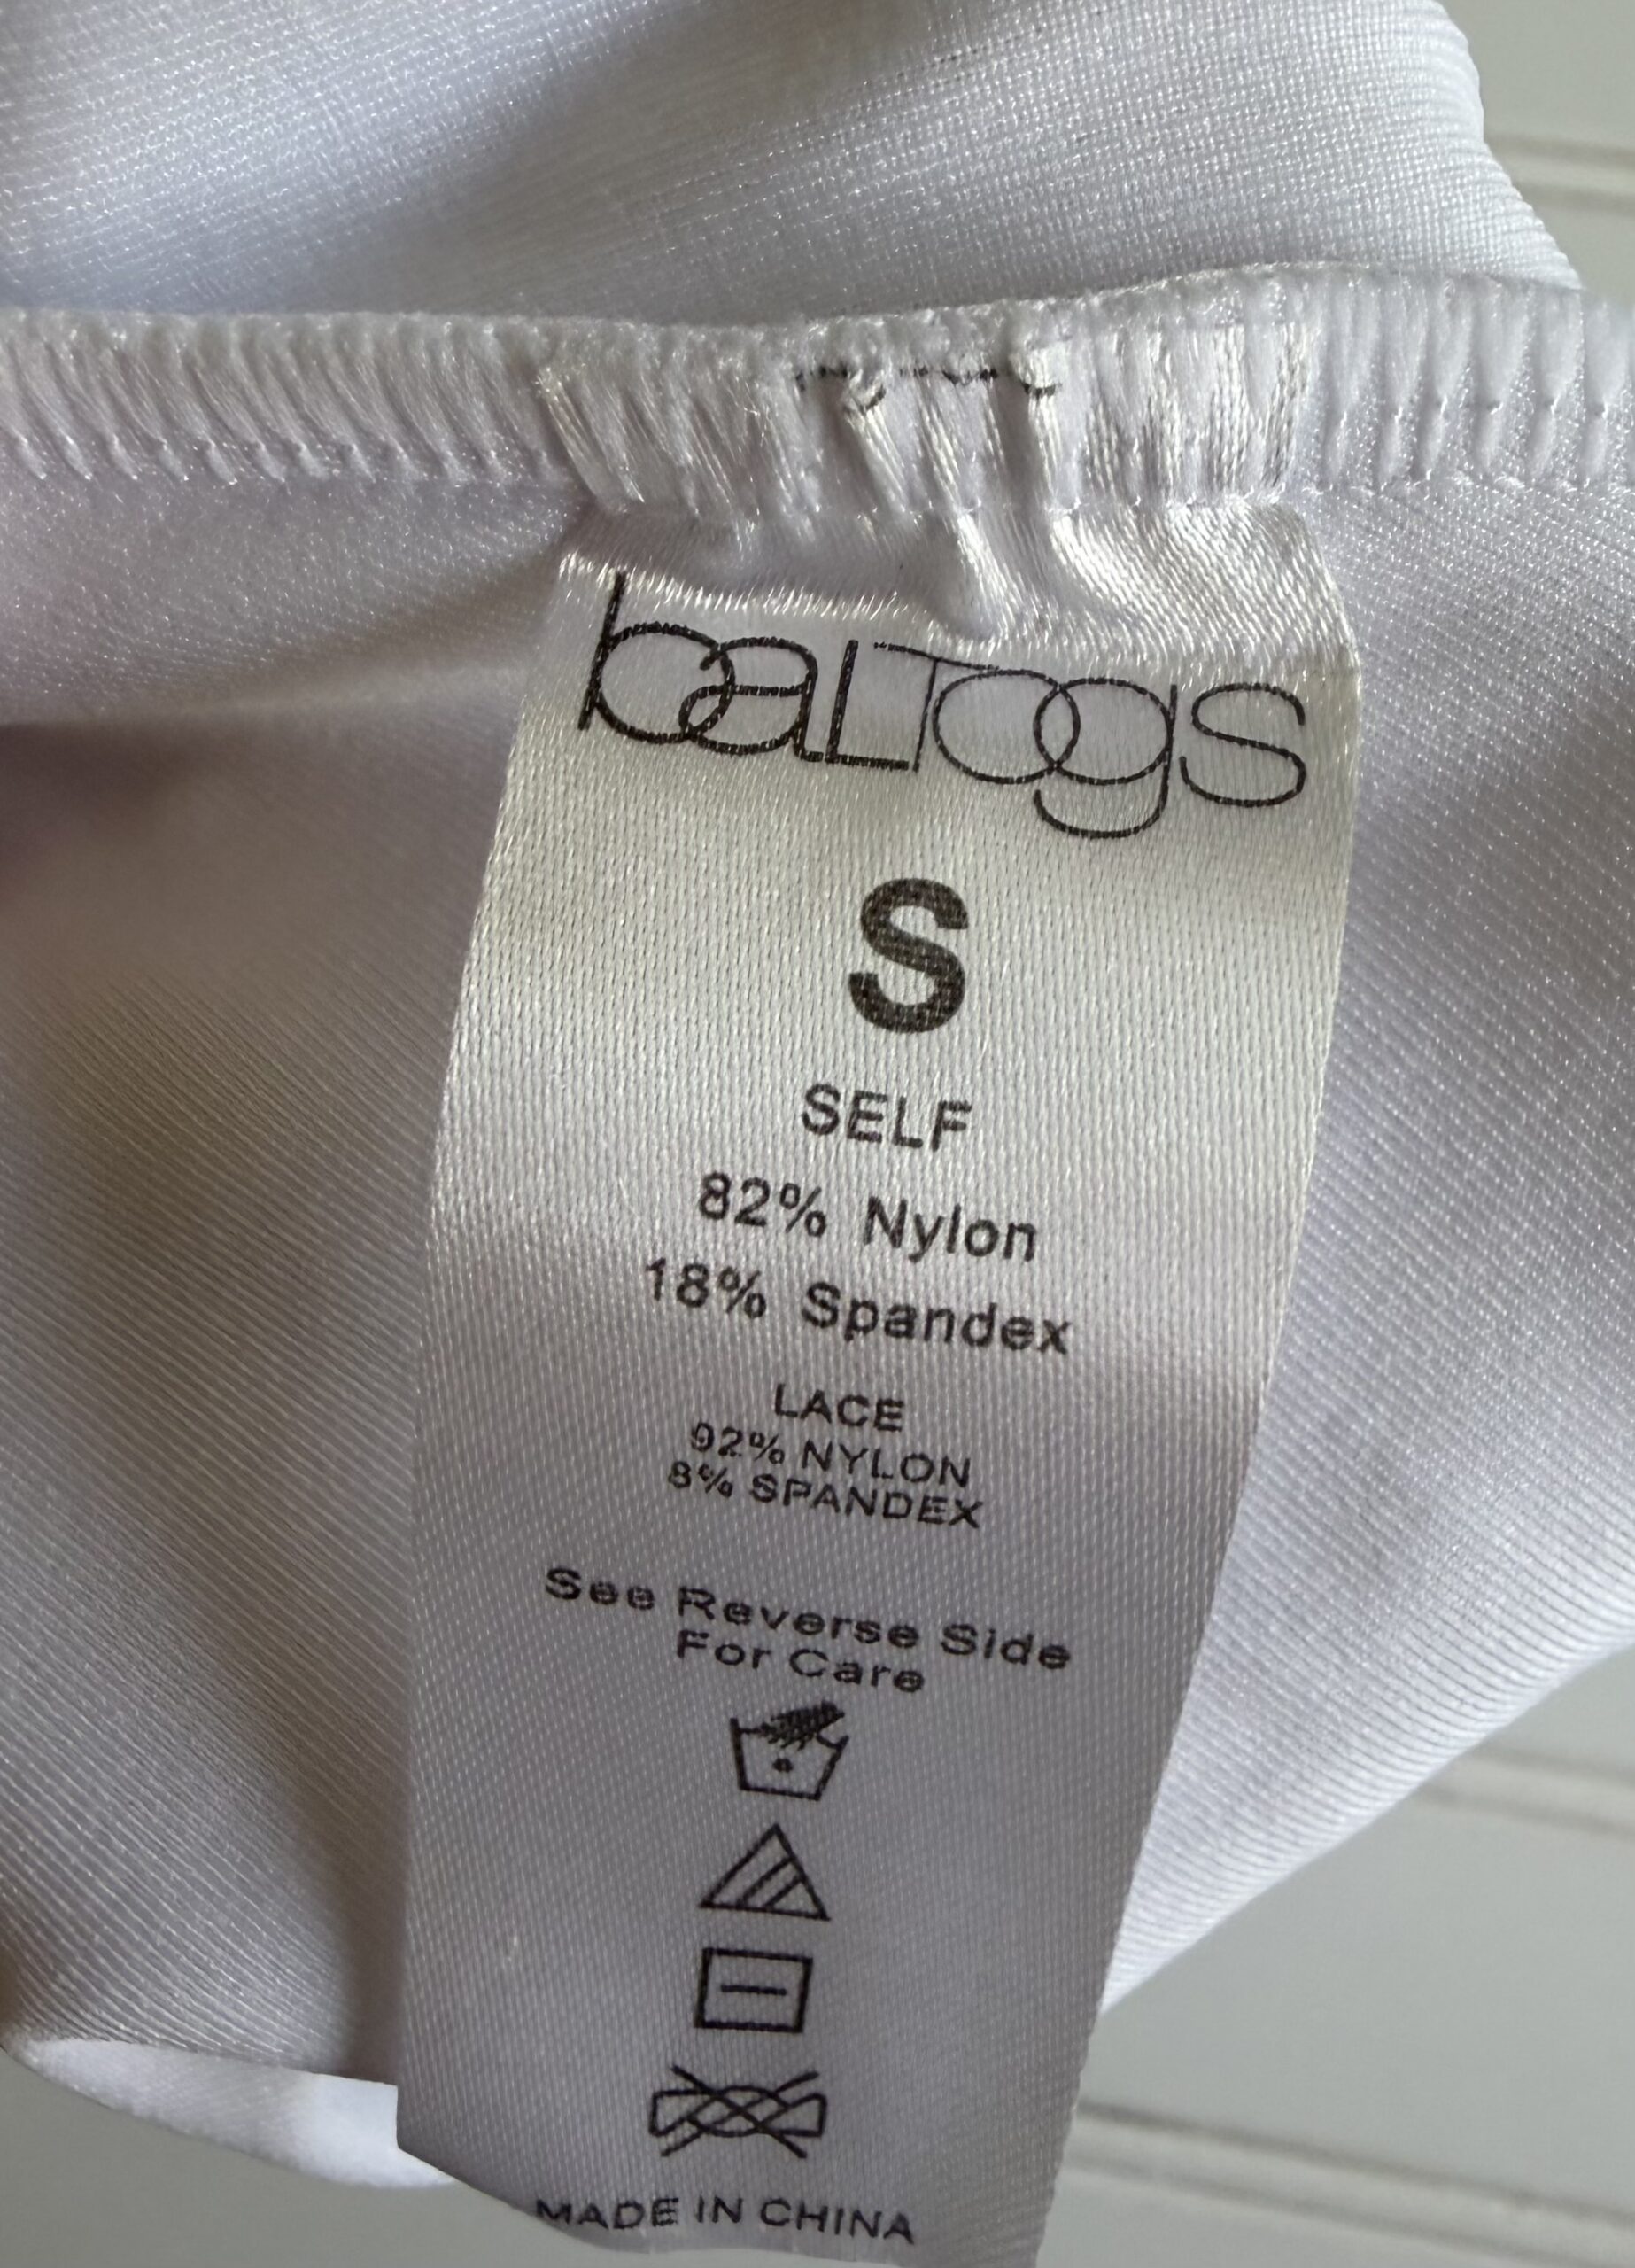 baLTogs
S
SELF
82% Nylon
18% Spandex
LACE
92% NYLON
8% SPANDEX
See Reverse Side
For Care
MADE IN CHINA